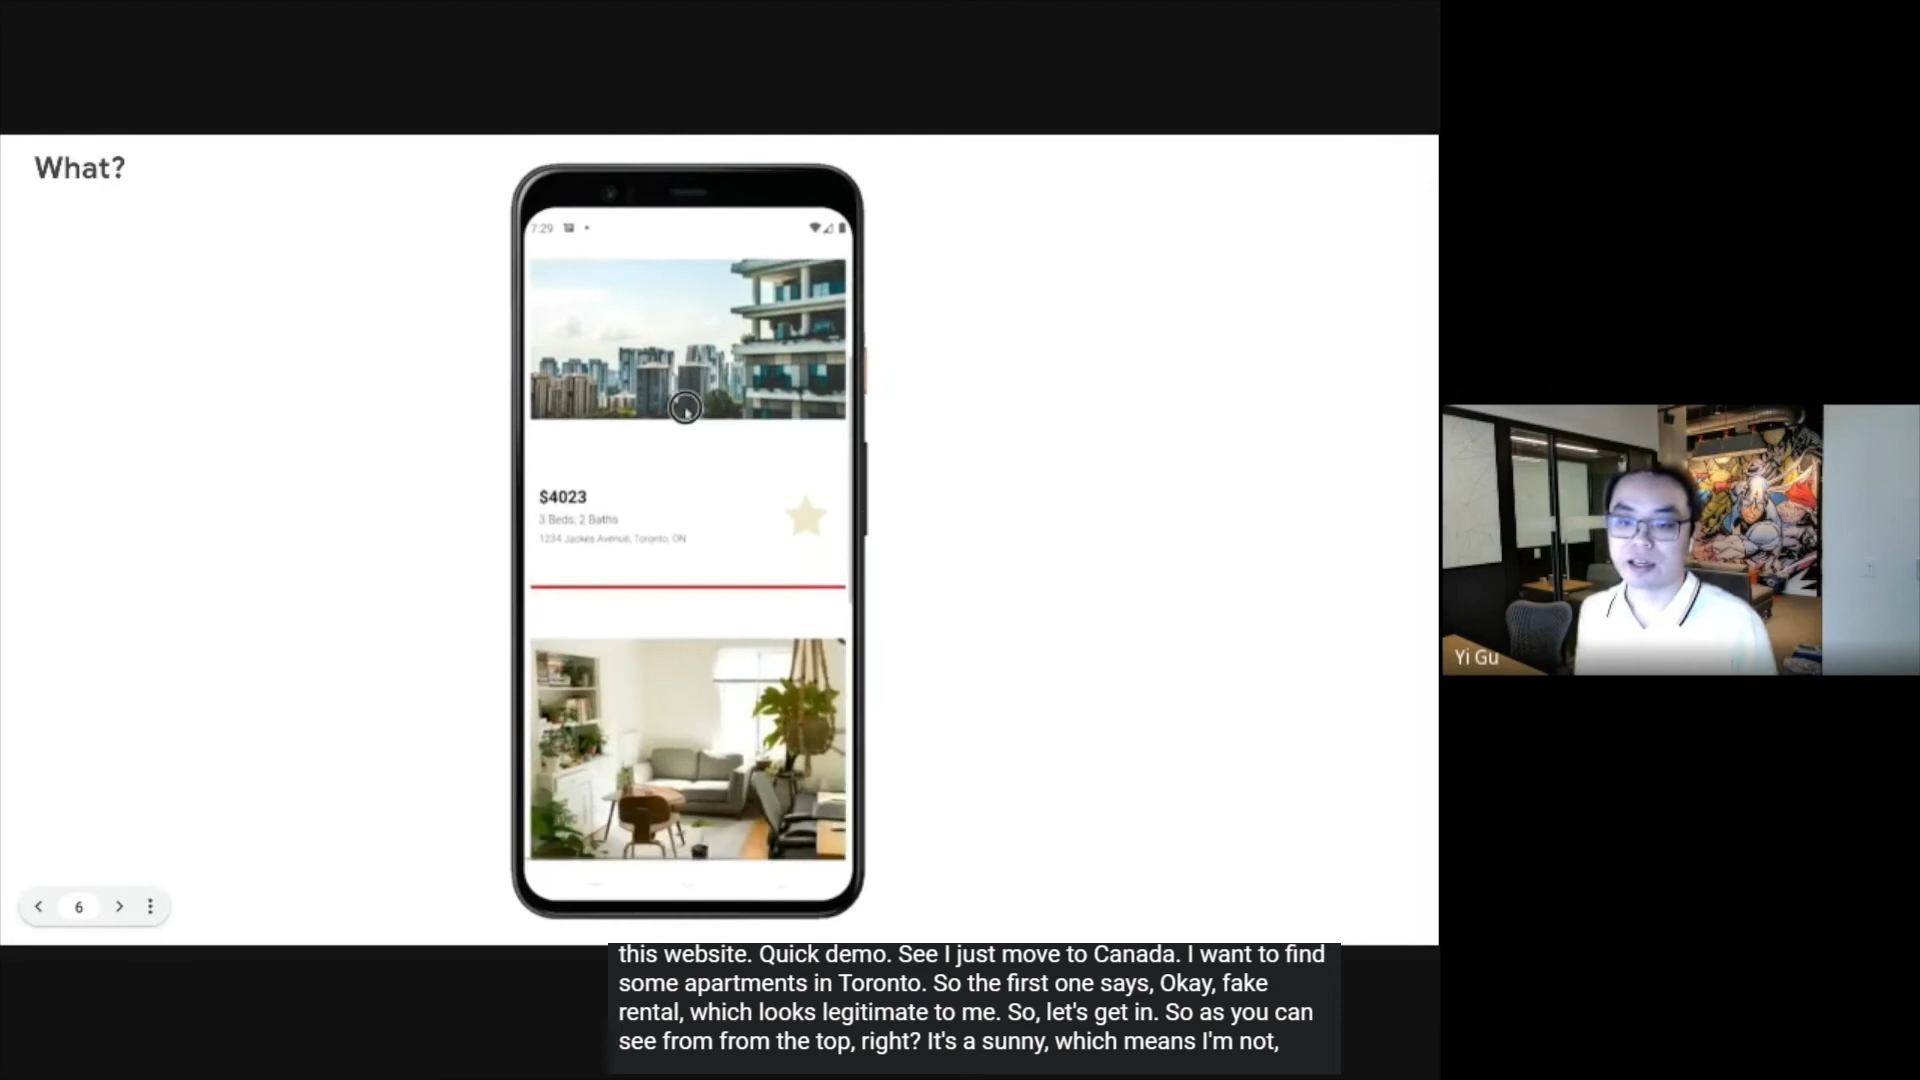 What?
7:29
$4023
3 Beds; 2 Baths
1234 Jackes Avenue, Toronto, ON
6
Yi Gu
this website. Quick demo. See I just move to Canada. I want to find
some apartments in Toronto. So the first one says, Okay, fake
rental, which looks legitimate to me. So, let's get in. So as you can
see from from the top, right? It's a sunny, which means I'm not,